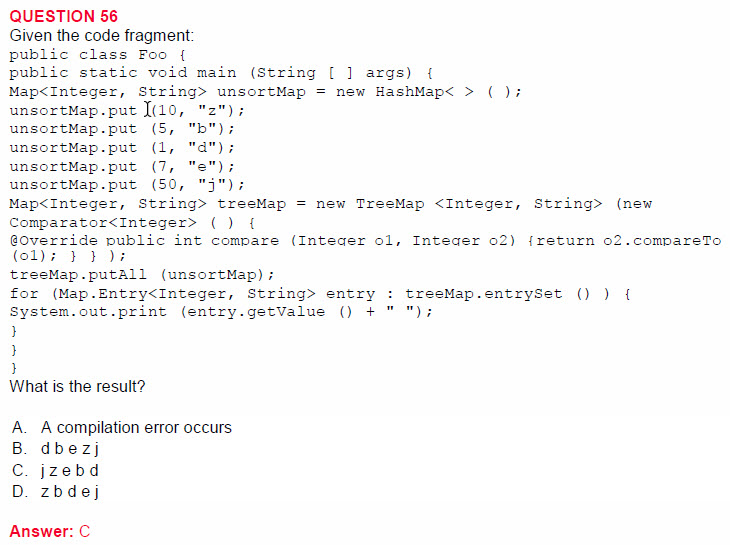 QUESTION 56
Given the code fragment:
public class Foo {
public static void main (String [ ] args) {
Map<Integer, String> unsortMap = new HashMap< > ( );
unsortMap.put (10, "z");
unsortMap.put (5, "b");
unsortMap.put (1, "d");
unsortMap.put (7, "e");
unsortMap.put (50, "j");
Map<Integer, String> treeMap = new TreeMap <Integer, String> (new
Comparator<Integer> ( ) {
@Override public int compare (Integer o1, Integer o2) {return o2.compareTo
(o1); } } );
treeMap.putAll (unsortMap);
for (Map.Entry<Integer, String> entry : treeMap.entrySet () ) {
System.out.print (entry.getValue () + " ");
}
}
}
What is the result?
A. A compilation error occurs
B. d b e z j
C. j z e b d
D. z b d e j
Answer: C